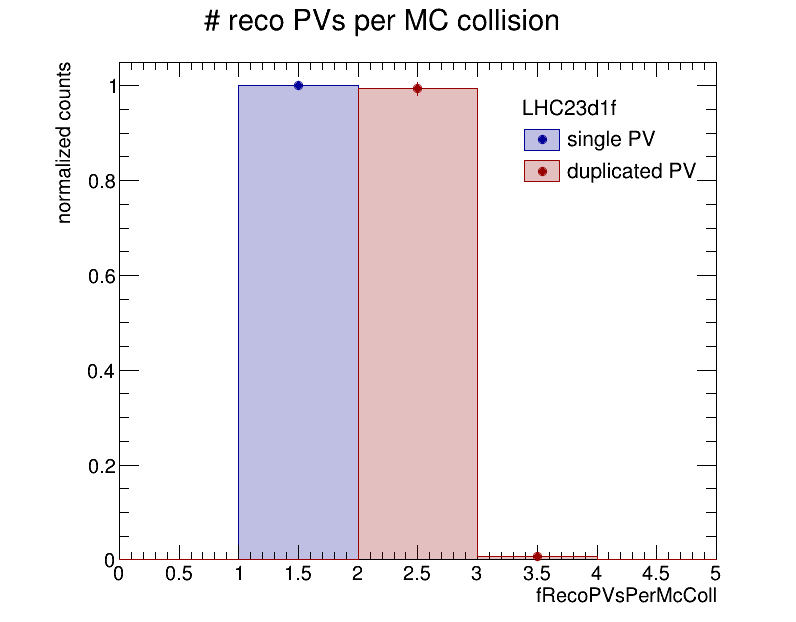 # reco PVs per MC collision
normalized counts
1
0.8
0.6
0.4
0.2
0
LHC23d1f
single PV
duplicated PV
0 0.5 1 1.5 2 2.5 3 3.5 4 4.5 5
fRecoPVsPerMcColl